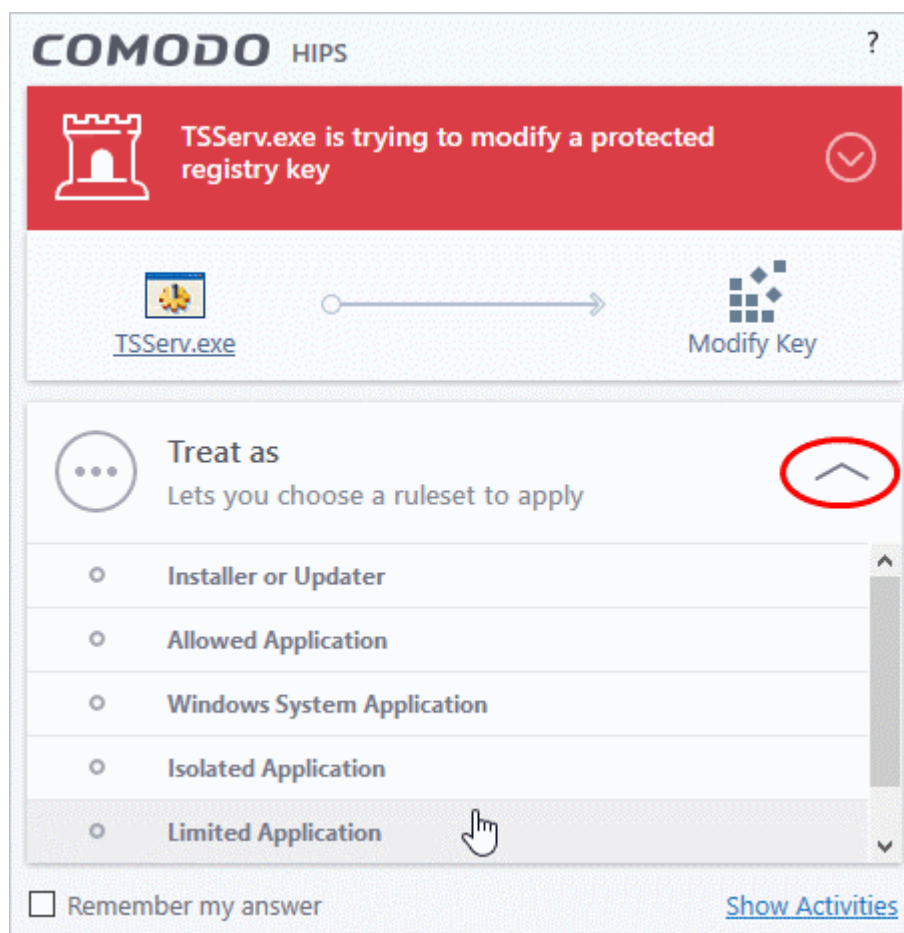 COMODO HIPS ?
TSServ.exe is trying to modify a protected
registry key
TSServ.exe
Modify Key
Treat as
Lets you choose a ruleset to apply
Installer or Updater
Allowed Application
Windows System Application
Isolated Application
Limited Application
Remember my answer
Show Activities